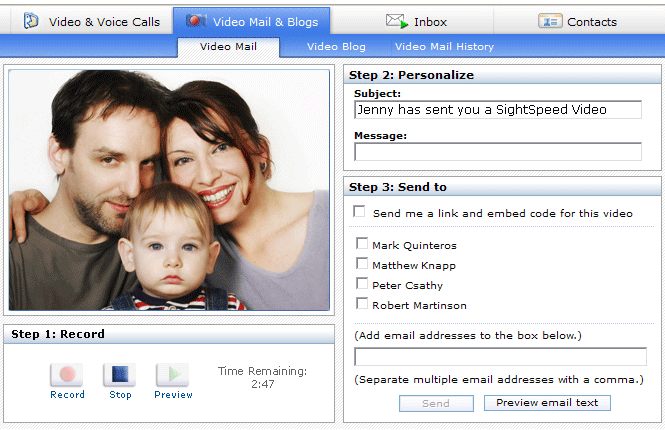 Video & Voice Calls
Video Mail & Blogs
Inbox
Contacts
Video Mail
Video Blog
Video Mail History
Step 2: Personalize
Subject:
Jenny has sent you a SightSpeed Video
Message:
Step 3: Send to
Send me a link and embed code for this video
Mark Quinteros
Matthew Knapp
Peter Csathy
Robert Martinson
(Add email addresses to the box below.)
(Separate multiple email addresses with a comma.)
Send
Preview email text
Step 1: Record
Record
Stop
Preview
Time Remaining:
2:47